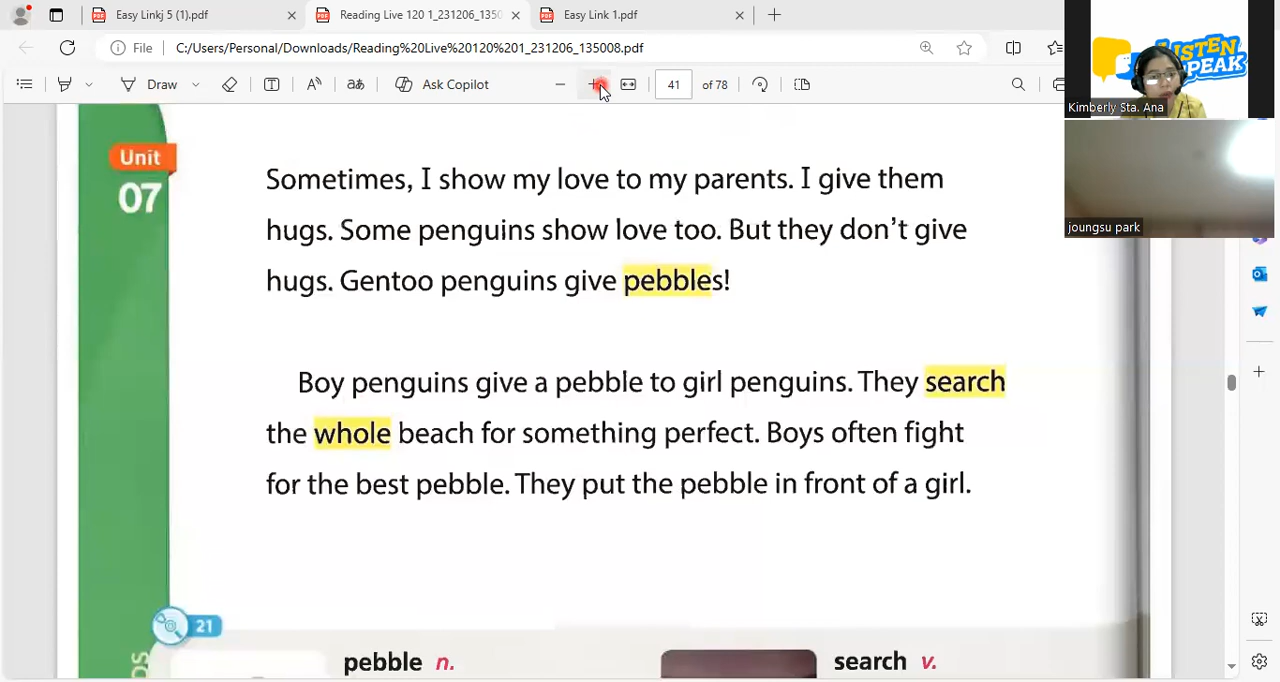 Easy Linkj 5 (1).pdf
Reading Live 120 1_231206_1350
Easy Link 1.pdf
File
C:/Users/Personal/Downloads/Reading%20Live%20120%201_231206_135008.pdf
Draw
aあ
Ask Copilot
41 of 78
LISTEN
SPEAK
Kimberly Sta. Ana
joungsu park
Unit
07
Sometimes, I show my love to my parents. I give them
hugs. Some penguins show love too. But they don't give
hugs. Gentoo penguins give pebbles!
Boy penguins give a pebble to girl penguins. They search
the whole beach for something perfect. Boys often fight
for the best pebble. They put the pebble in front of a girl.
21
pebble n.
search v.